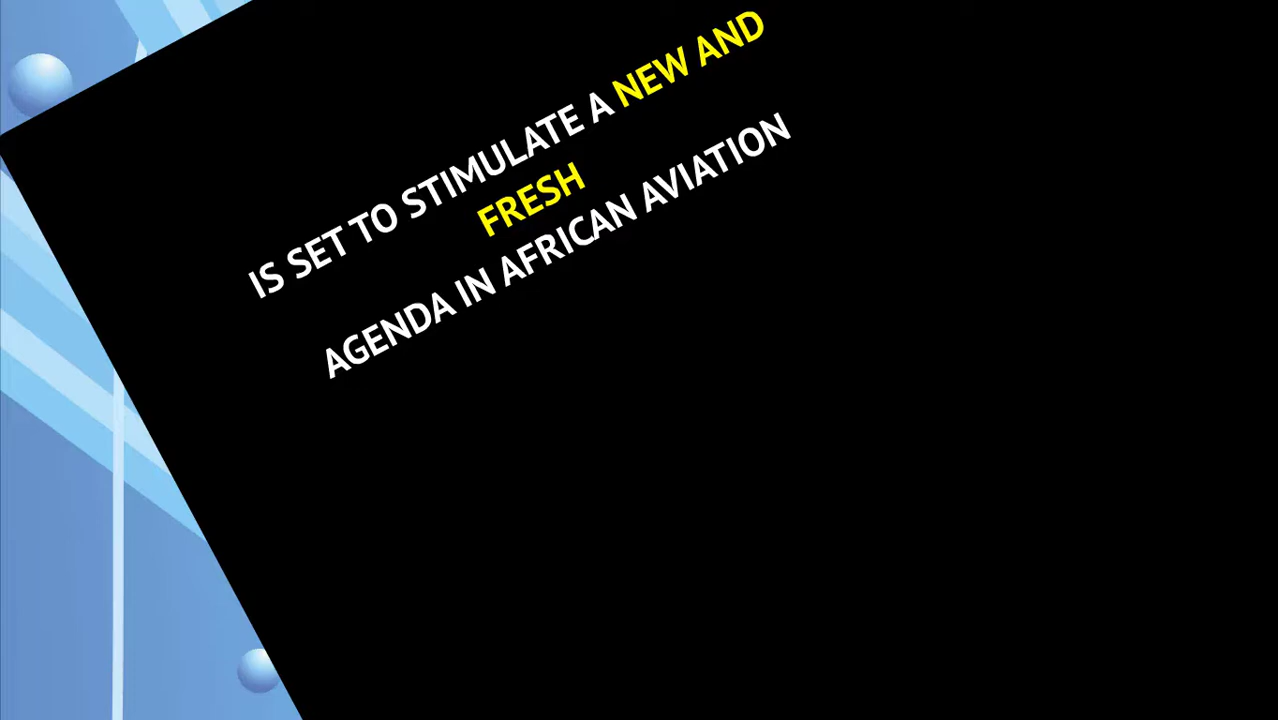 IS SET TO STIMULATE A NEW AND
FRESH
AGENDA IN AFRICAN AVIATION